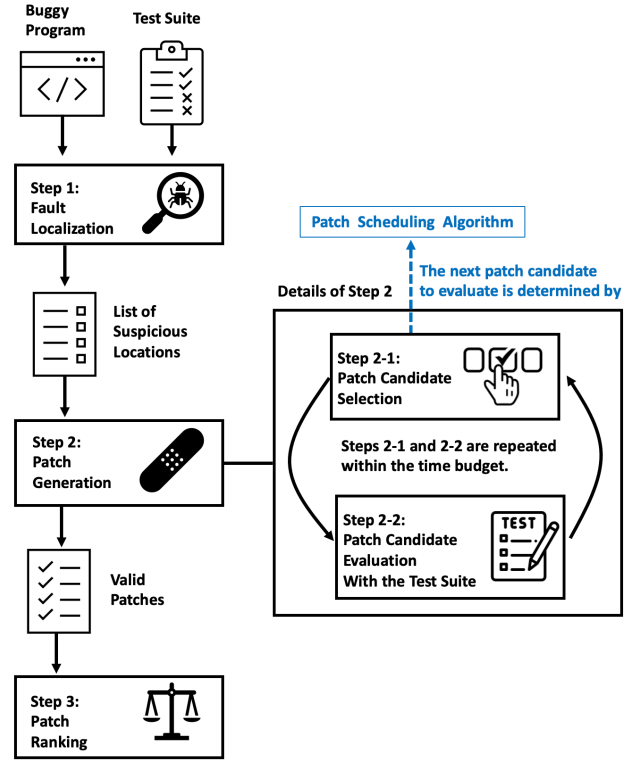 Buggy
Program
Test Suite
</>
Step 1:
Fault
Localization
Patch Scheduling Algorithm
The next patch candidate
to evaluate is determined by
Details of Step 2
List of
Suspicious
Locations
Step 2-1:
Patch Candidate
Selection
Step 2:
Patch
Generation
Steps 2-1 and 2-2 are repeated
within the time budget.
Step 2-2:
Patch Candidate
Evaluation
With the Test Suite
TEST
Valid
Patches
Step 3:
Patch
Ranking